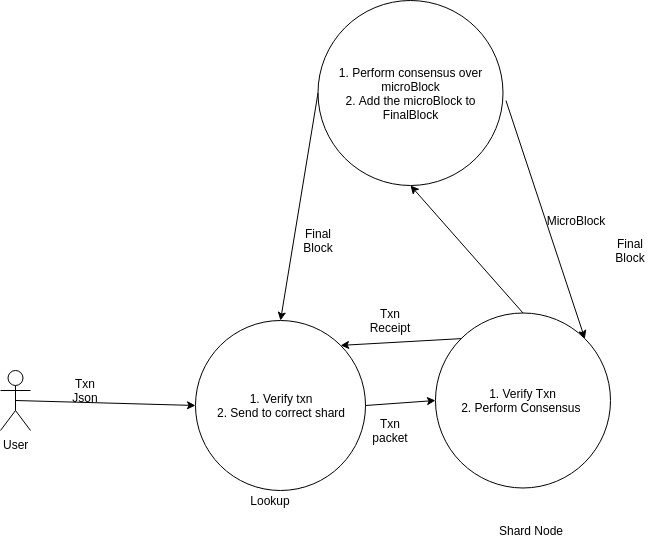 1. Perform consensus over
microBlock
2. Add the microBlock to
FinalBlock
MicroBlock
Final
Block
Final
Block
Txn
Receipt
Txn
Json
1. Verify txn
2. Send to correct shard
1. Verify Txn
2. Perform Consensus
Txn
packet
User
Lookup
Shard Node